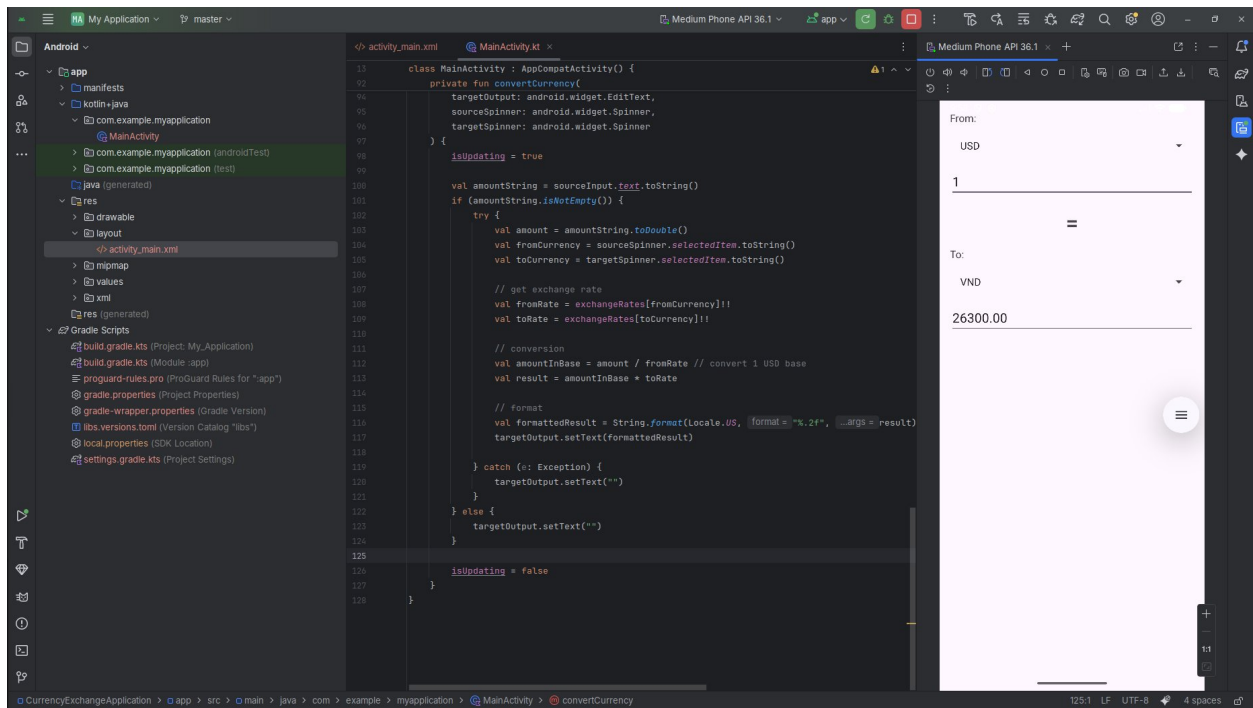 MA My Application master Medium Phone API 36.1 app
Android
app
manifests
kotlin+java
com.example.myapplication
MainActivity
com.example.myapplication (androidTest)
com.example.myapplication (test)
java (generated)
res
drawable
layout
</> activity_main.xml
mipmap
values
xml
res (generated)
Gradle Scripts
build.gradle.kts (Project: My_Application)
build.gradle.kts (Module :app)
proguard-rules.pro (ProGuard Rules for ":app")
gradle.properties (Project Properties)
gradle-wrapper.properties (Gradle Version)
libs.versions.toml (Version Catalog "libs")
local.properties (SDK Location)
settings.gradle.kts (Project Settings)
</> activity_main.xml MainActivity.kt
1
13 class MainActivity : AppCompatActivity() {
92 private fun convertCurrency(
94 targetOutput: android.widget.EditText,
95 sourceSpinner: android.widget.Spinner,
96 targetSpinner: android.widget.Spinner
97 ) {
98 isUpdating = true
99
100 val amountString = sourceInput.text.toString()
101 if (amountString.isNotEmpty()) {
102 try {
103 val amount = amountString.toDouble()
104 val fromCurrency = sourceSpinner.selectedItem.toString()
105 val toCurrency = targetSpinner.selectedItem.toString()
106
107 // get exchange rate
108 val fromRate = exchangeRates[fromCurrency]!!
109 val toRate = exchangeRates[toCurrency]!!
110
111 // conversion
112 val amountInBase = amount / fromRate // convert 1 USD base
113 val result = amountInBase * toRate
114
115 // format
116 val formattedResult = String.format(Locale.US, format = "%.2f", ...args = result)
117 targetOutput.setText(formattedResult)
118
119 } catch (e: Exception) {
120 targetOutput.setText("")
121 }
122 } else {
123 targetOutput.setText("")
124 }
125
126 isUpdating = false
127 }
128 }
Medium Phone API 36.1
From:
USD
1
=
To:
VND
26300.00
1:1
CurrencyExchangeApplication > app > src > main > java > com > example > myapplication > MainActivity > convertCurrency
125:1 LF UTF-8 4 spaces